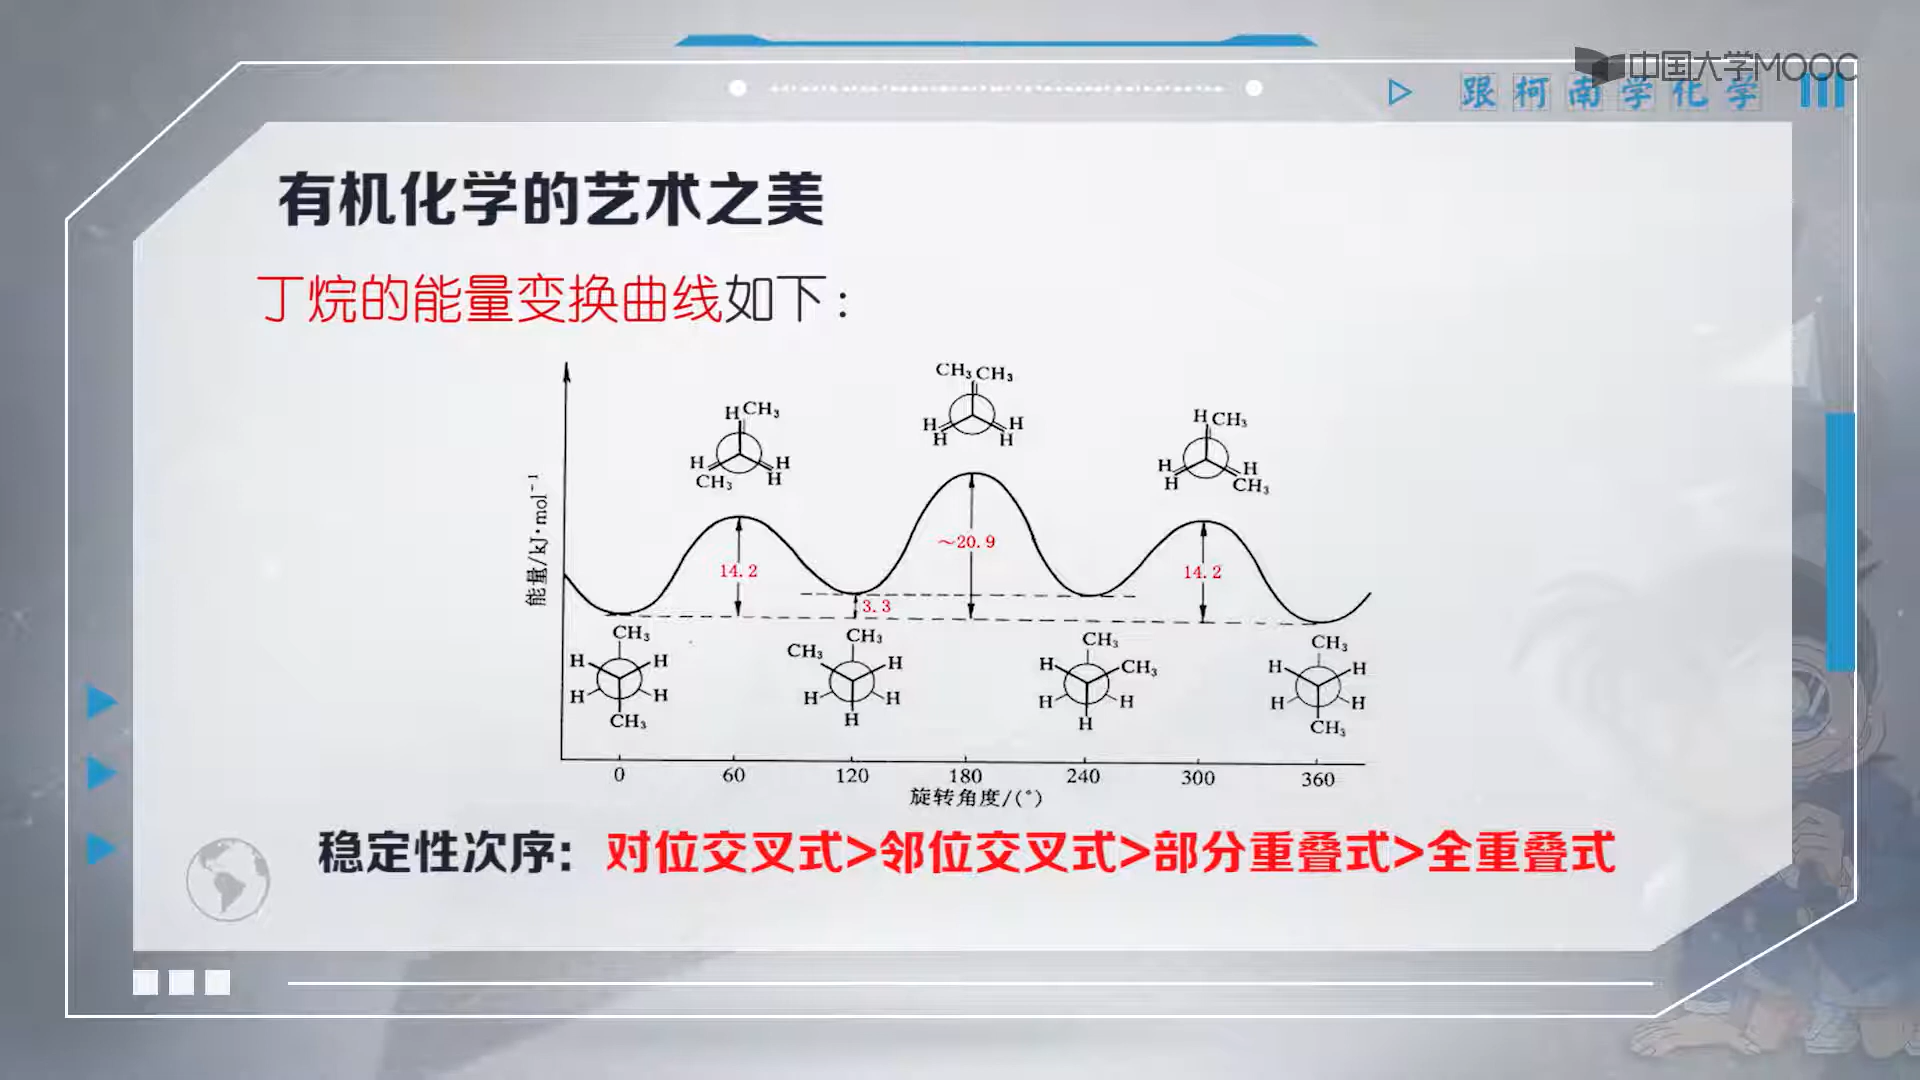 中国大学MOOC
跟柯南学化学
有机化学的艺术之美
丁烷的能量变换曲线如下：
CH₃CH₃
H H
H H
HCH₃
H H
CH₃ H
HCH₃
H H
H CH₃
能量/kJ·mol⁻¹
14.2
~20.9
14.2
3.3
CH₃
H H
H H
CH₃
CH₃
CH₃ H
H H
H
CH₃
H CH₃
H H
H
CH₃
H H
H H
CH₃
0 60 120 180 240 300 360
旋转角度/(°)
稳定性次序：对位交叉式>邻位交叉式>部分重叠式>全重叠式